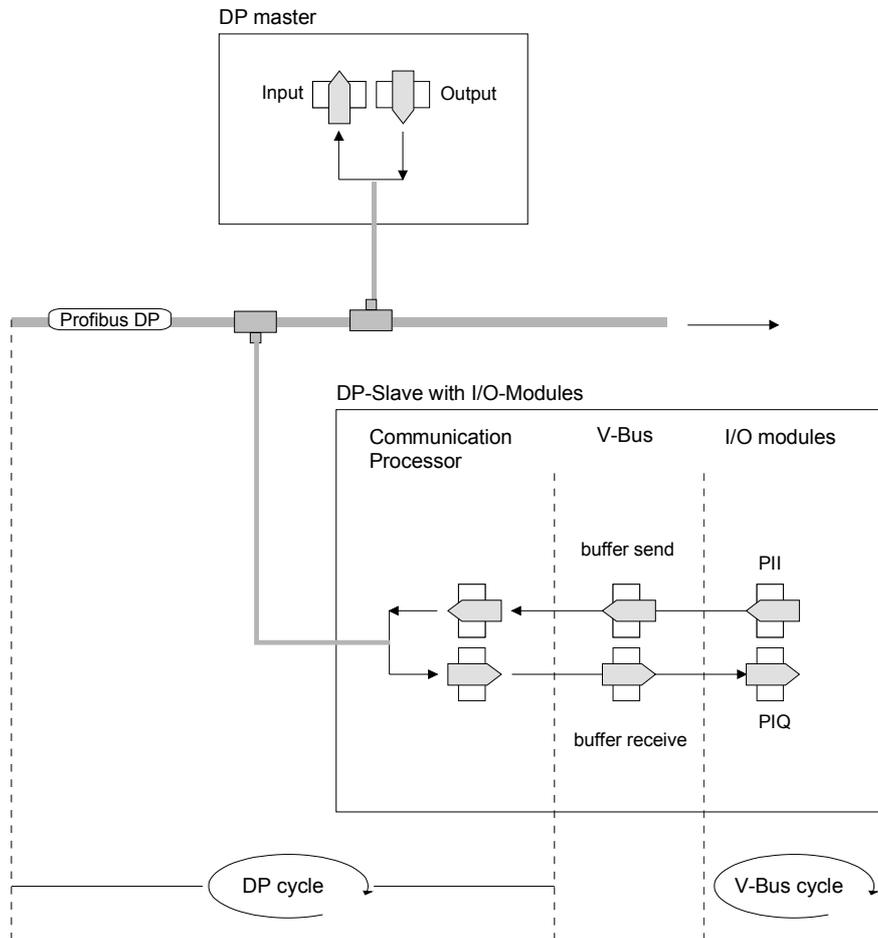 DP master
Input
Output
Profibus DP
DP-Slave with I/O-Modules
Communication
Processor
V-Bus
I/O modules
buffer send
PII
buffer receive
PIQ
DP cycle
V-Bus cycle